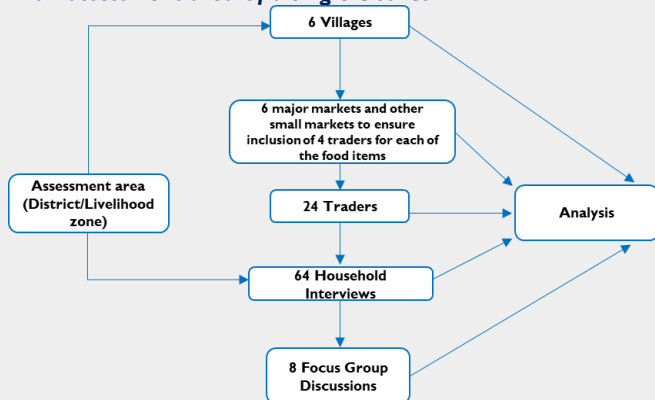 6 Villages
6 major markets and other
small markets to ensure
inclusion of 4 traders for each of
the food items
Assessment area
(District/Livelihood
zone)
24 Traders
Analysis
64 Household
Interviews
8 Focus Group
Discussions